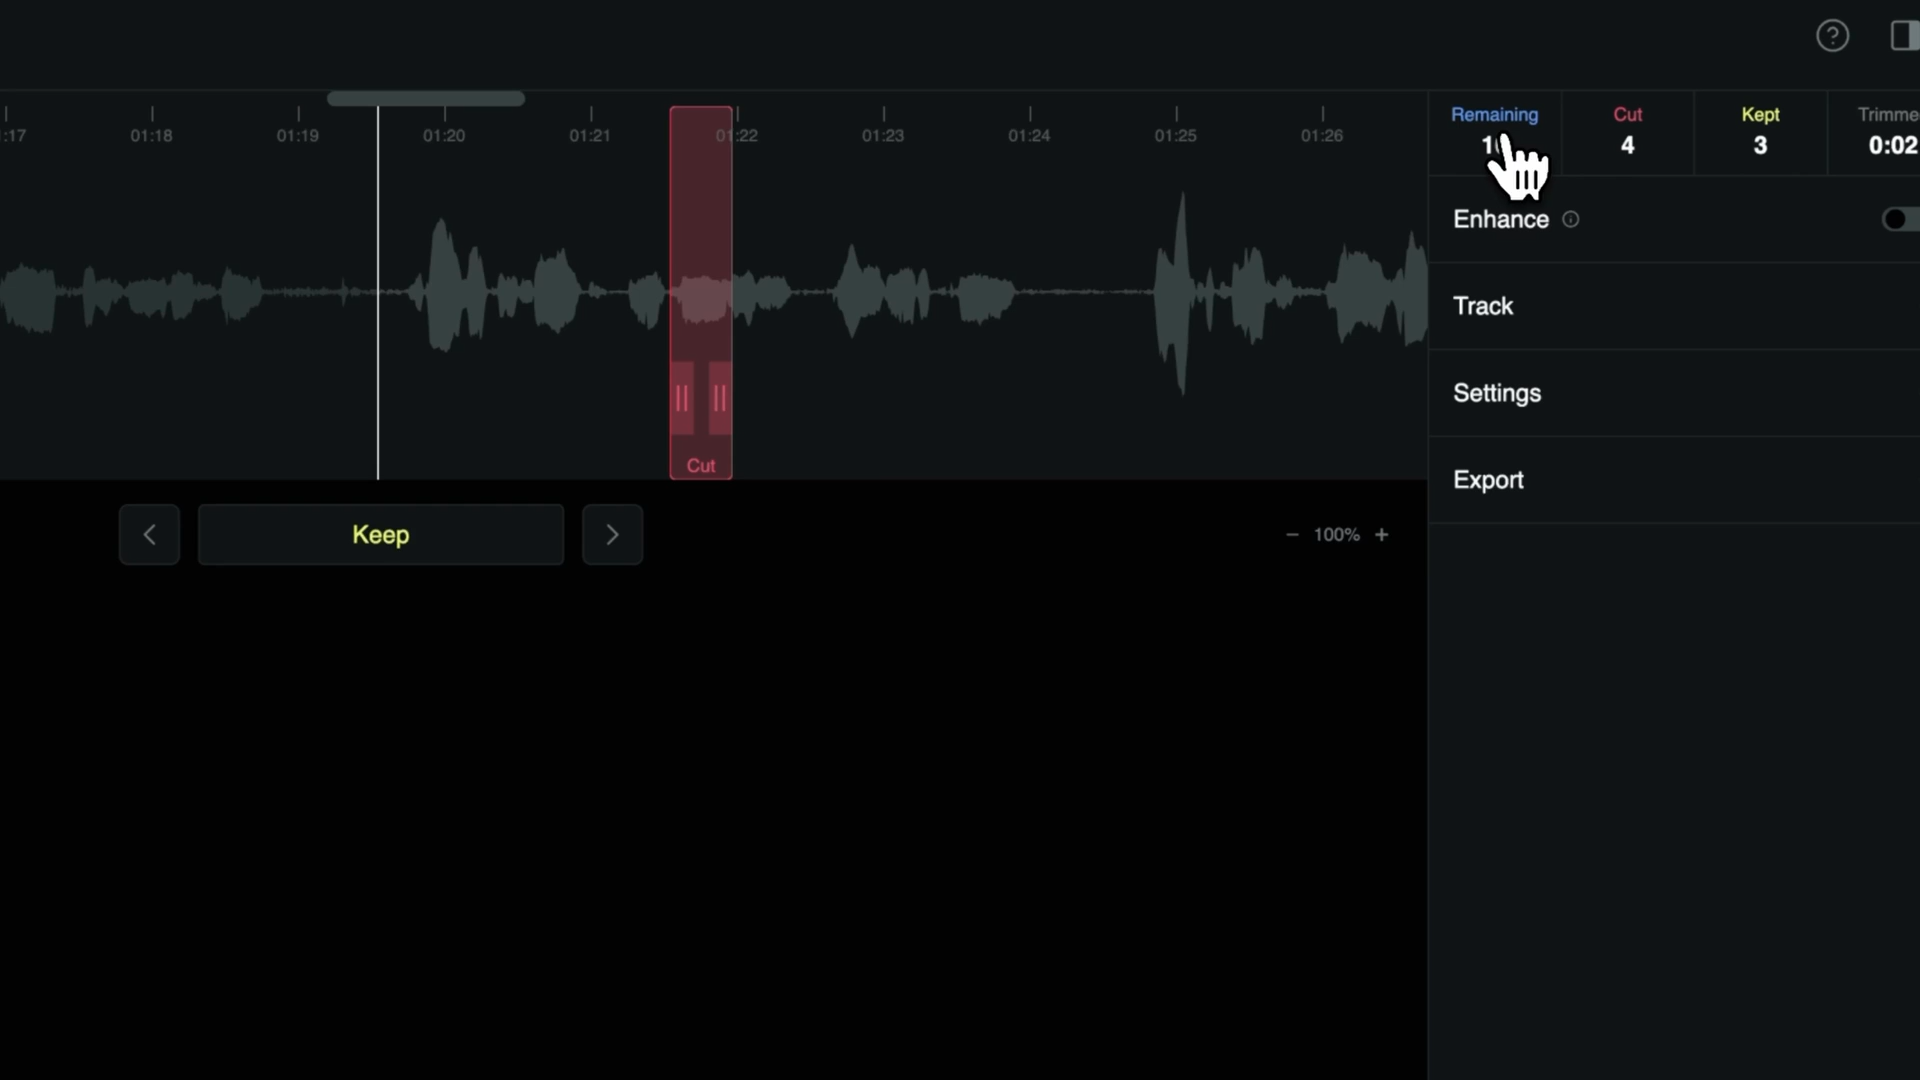 :17 01:18 01:19 01:20 01:21 01:22 01:23 01:24 01:25 01:26
Remaining Cut Kept
4 3 0:02
Enhance
Track
Settings
Export
Cut
Keep
− 100% +